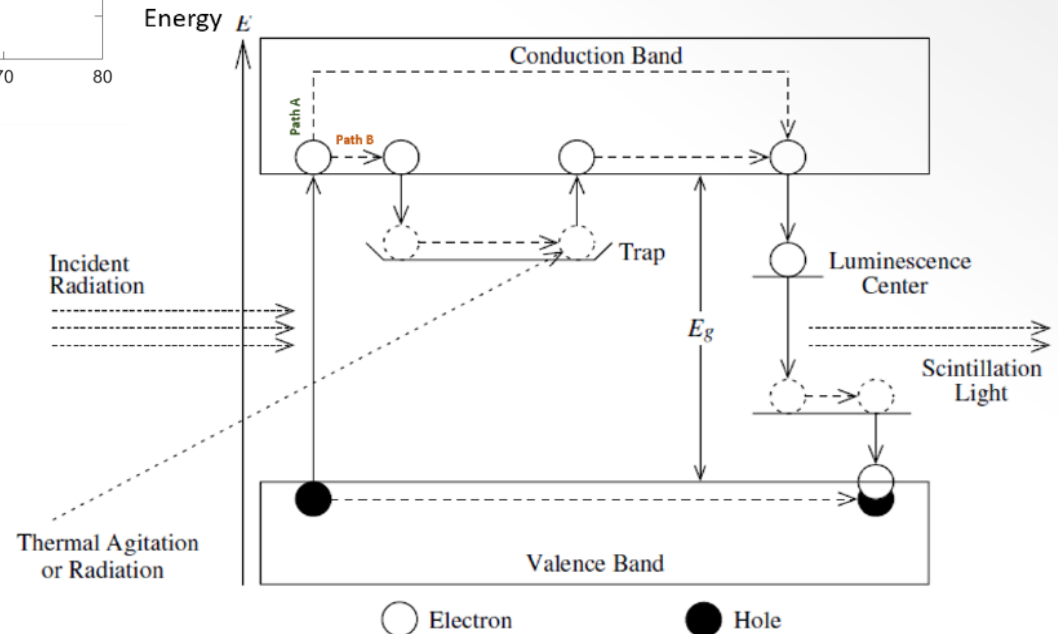 70
80
Energy E
Conduction Band
Path A
Path B
Trap
Incident
Radiation
Luminescence
Center
Eg
Scintillation
Light
Thermal Agitation
or Radiation
Valence Band
Electron
Hole